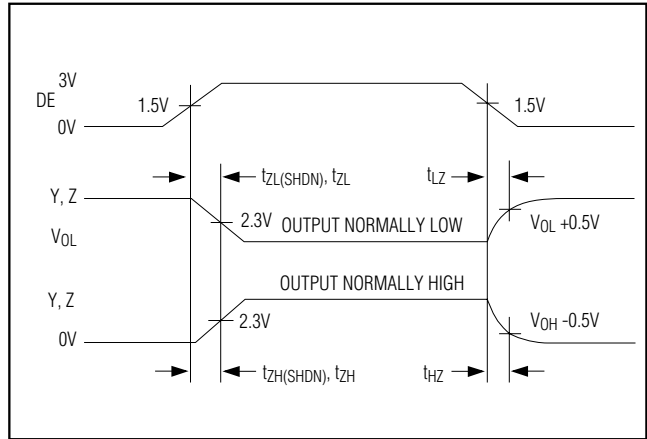 3V
DE
1.5V
1.5V
0V
tZL(SHDN), tZL
tLZ
Y, Z
2.3V
OUTPUT NORMALLY LOW
VOL +0.5V
VOL
OUTPUT NORMALLY HIGH
Y, Z
2.3V
VOH -0.5V
0V
tZH(SHDN), tZH
tHZ